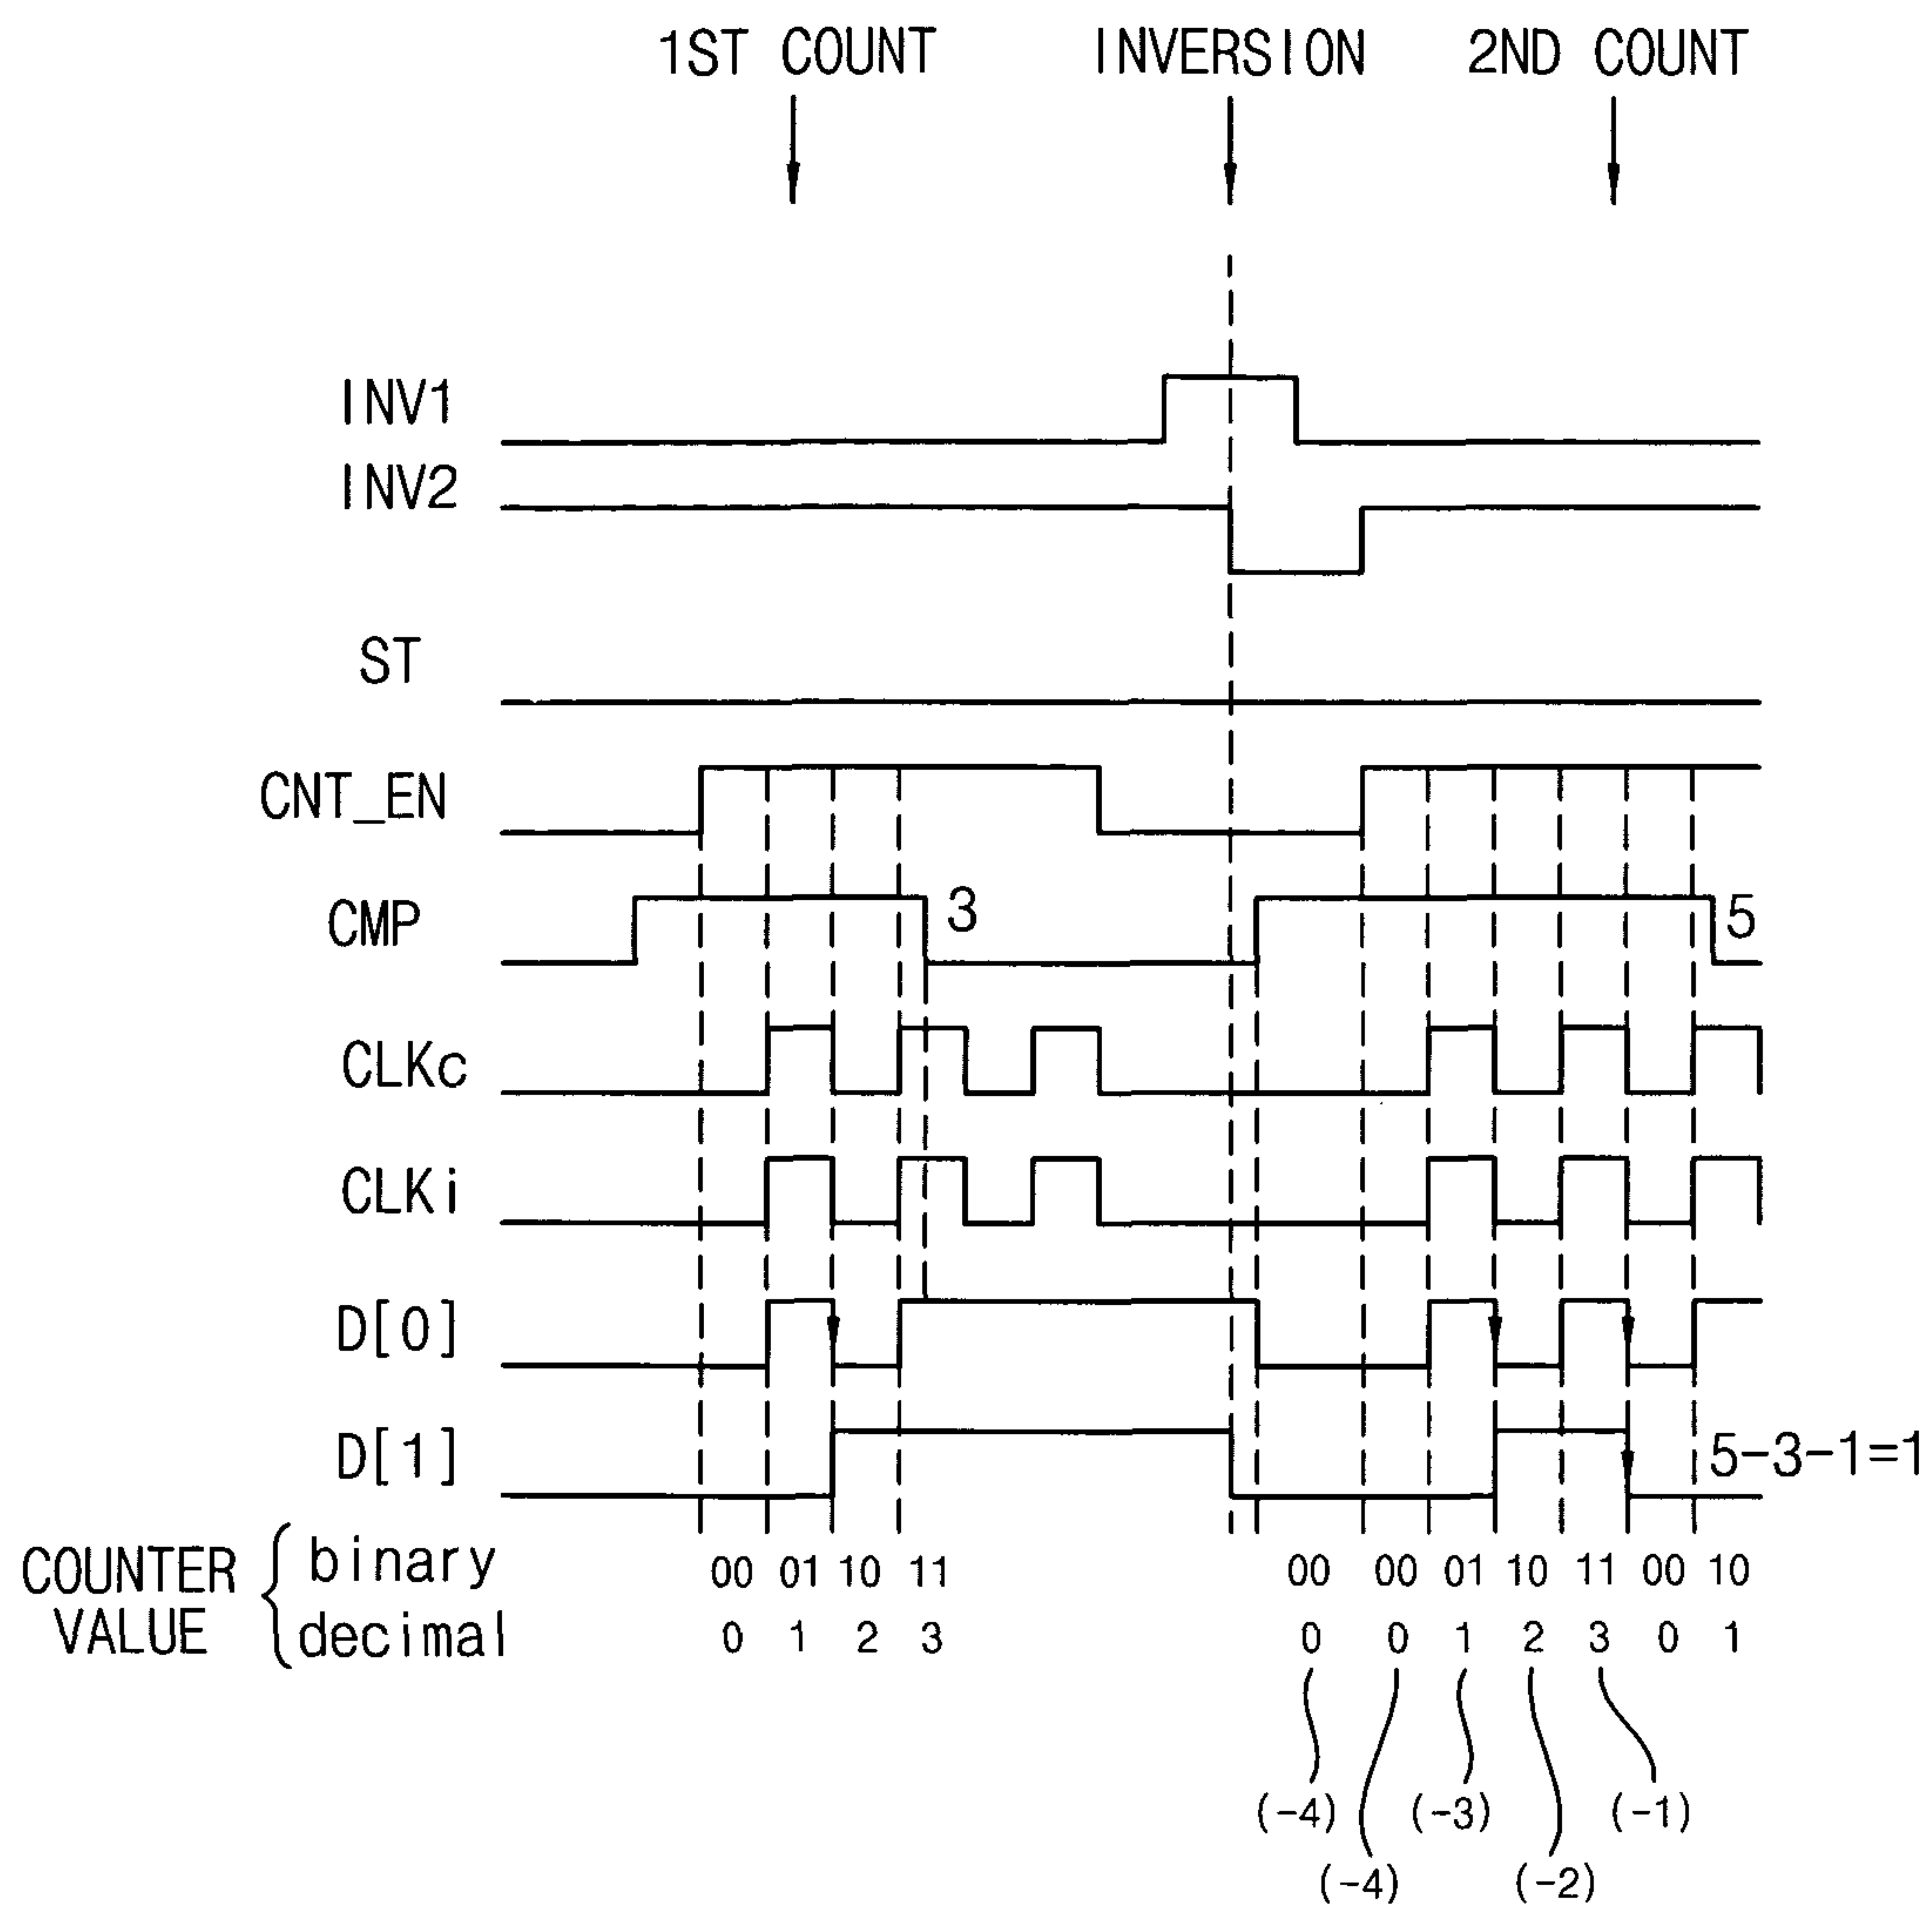 1ST COUNT INVERSION 2ND COUNT
INV1
INV2
ST
CNT_EN
CMP 3 5
CLKc
CLKi
D[0]
D[1] 5-3-1=1
COUNTER VALUE { binary 00 01 10 11 00 00 01 10 11 00 10
decimal 0 1 2 3 0 0 1 2 3 0 1
(-4) (-3) (-1)
(-4) (-2)